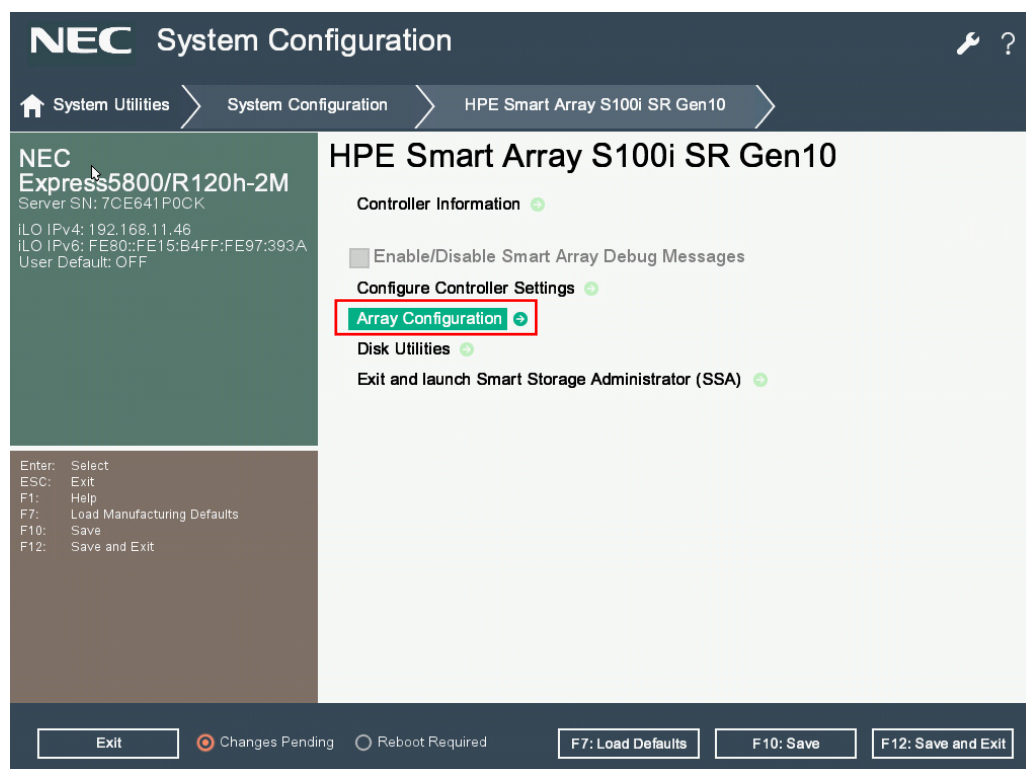 NEC System Configuration
?
System Utilities System Configuration HPE Smart Array S100i SR Gen10
NEC
Express5800/R120h-2M
Server SN: 7CE641P0CK
iLO IPv4: 192.168.11.46
iLO IPv6: FE80::FE15:B4FF:FE97:393A
User Default: OFF
HPE Smart Array S100i SR Gen10
Controller Information
Enable/Disable Smart Array Debug Messages
Configure Controller Settings
Array Configuration
Disk Utilities
Exit and launch Smart Storage Administrator (SSA)
Enter: Select
ESC: Exit
F1: Help
F7: Load Manufacturing Defaults
F10: Save
F12: Save and Exit
Exit Changes Pending Reboot Required F7: Load Defaults F10: Save F12: Save and Exit